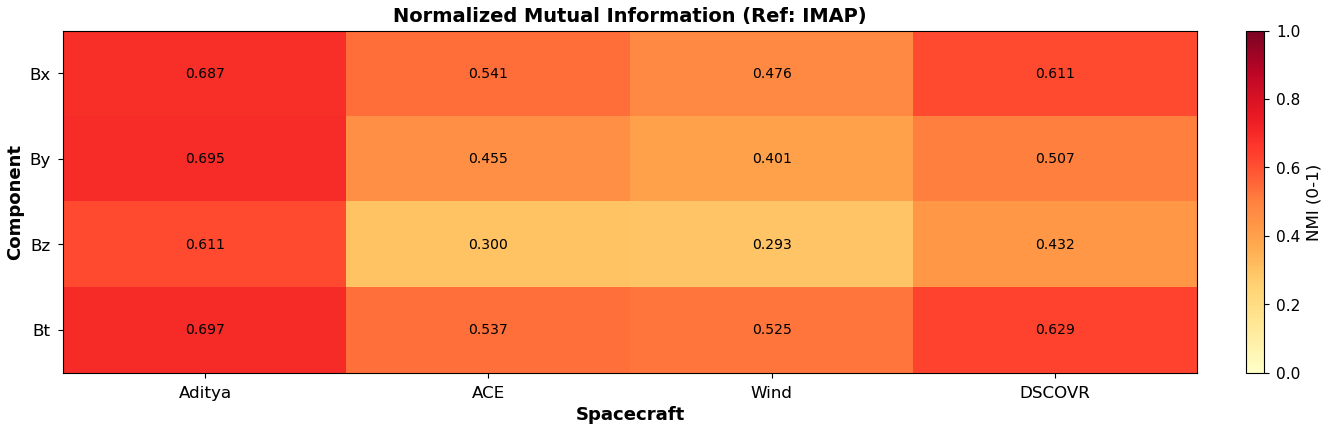 Normalized Mutual Information (Ref: IMAP)
Component
Bx 0.687 0.541 0.476 0.611
By 0.695 0.455 0.401 0.507
Bz 0.611 0.300 0.293 0.432
Bt 0.697 0.537 0.525 0.629
Aditya ACE Wind DSCOVR
Spacecraft
1.0
0.8
0.6
0.4
0.2
0.0
NMI (0-1)